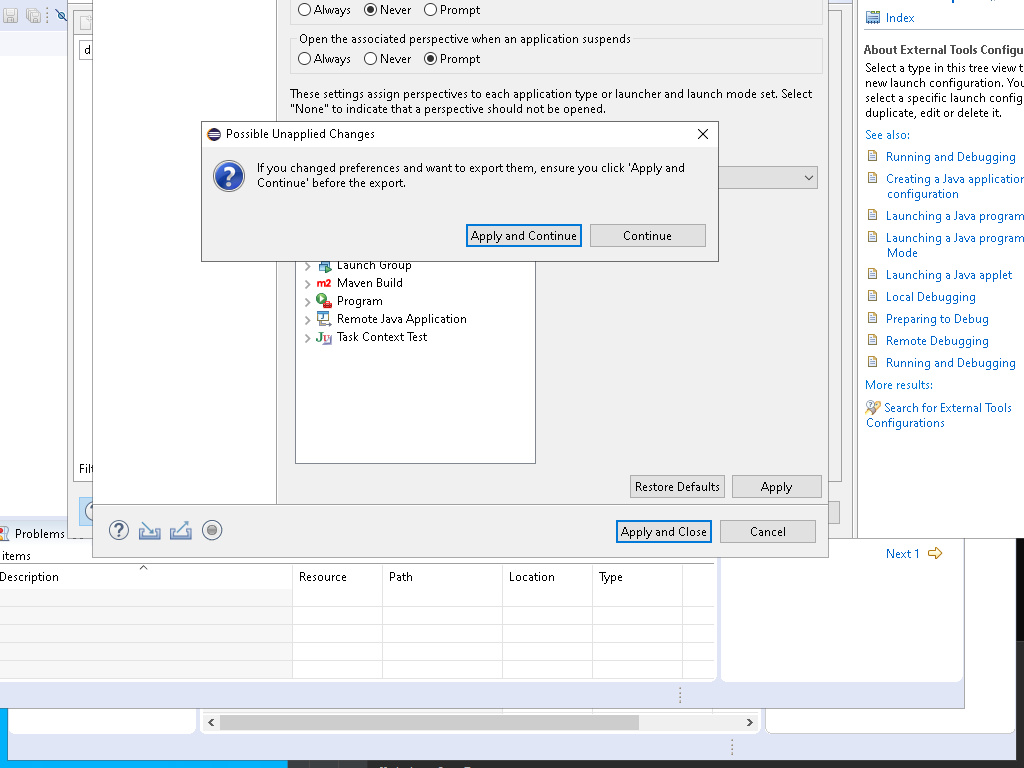 Always Never Prompt
Open the associated perspective when an application suspends
Always Never Prompt
These settings assign perspectives to each application type or launcher and launch mode set. Select
"None" to indicate that a perspective should not be opened.
Possible Unapplied Changes
If you changed preferences and want to export them, ensure you click 'Apply and
Continue' before the export.
Apply and Continue
Continue
Launch Group
m2 Maven Build
Program
Remote Java Application
Ju Task Context Test
Restore Defaults
Apply
Apply and Close
Cancel
d
Filt
Index
About External Tools Configu
Select a type in this tree view t
new launch configuration. You
select a specific launch config
duplicate, edit or delete it.
See also:
Running and Debugging
Creating a Java application
configuration
Launching a Java program
Launching a Java program
Mode
Launching a Java applet
Local Debugging
Preparing to Debug
Remote Debugging
Running and Debugging
More results:
Search for External Tools
Configurations
Next 1
Problems
items
Description
Resource
Path
Location
Type